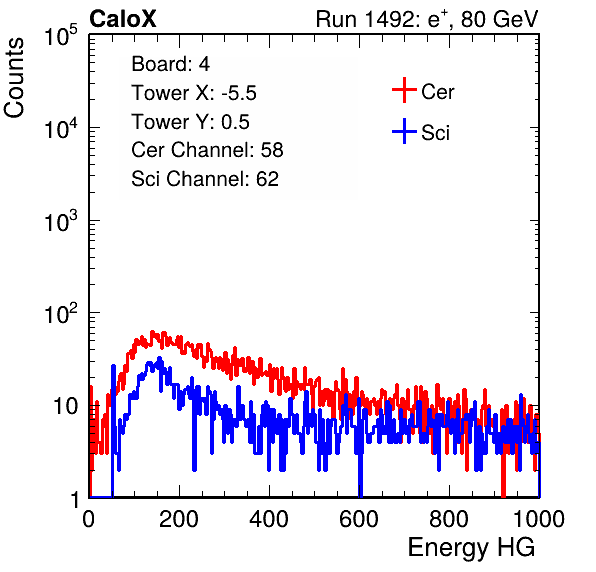 CaloX Run 1492: e⁺, 80 GeV
Counts
Board: 4
Tower X: -5.5
Tower Y: 0.5
Cer Channel: 58
Sci Channel: 62
Cer
Sci
10⁵
10⁴
10³
10²
10
1
0 200 400 600 800 1000
Energy HG